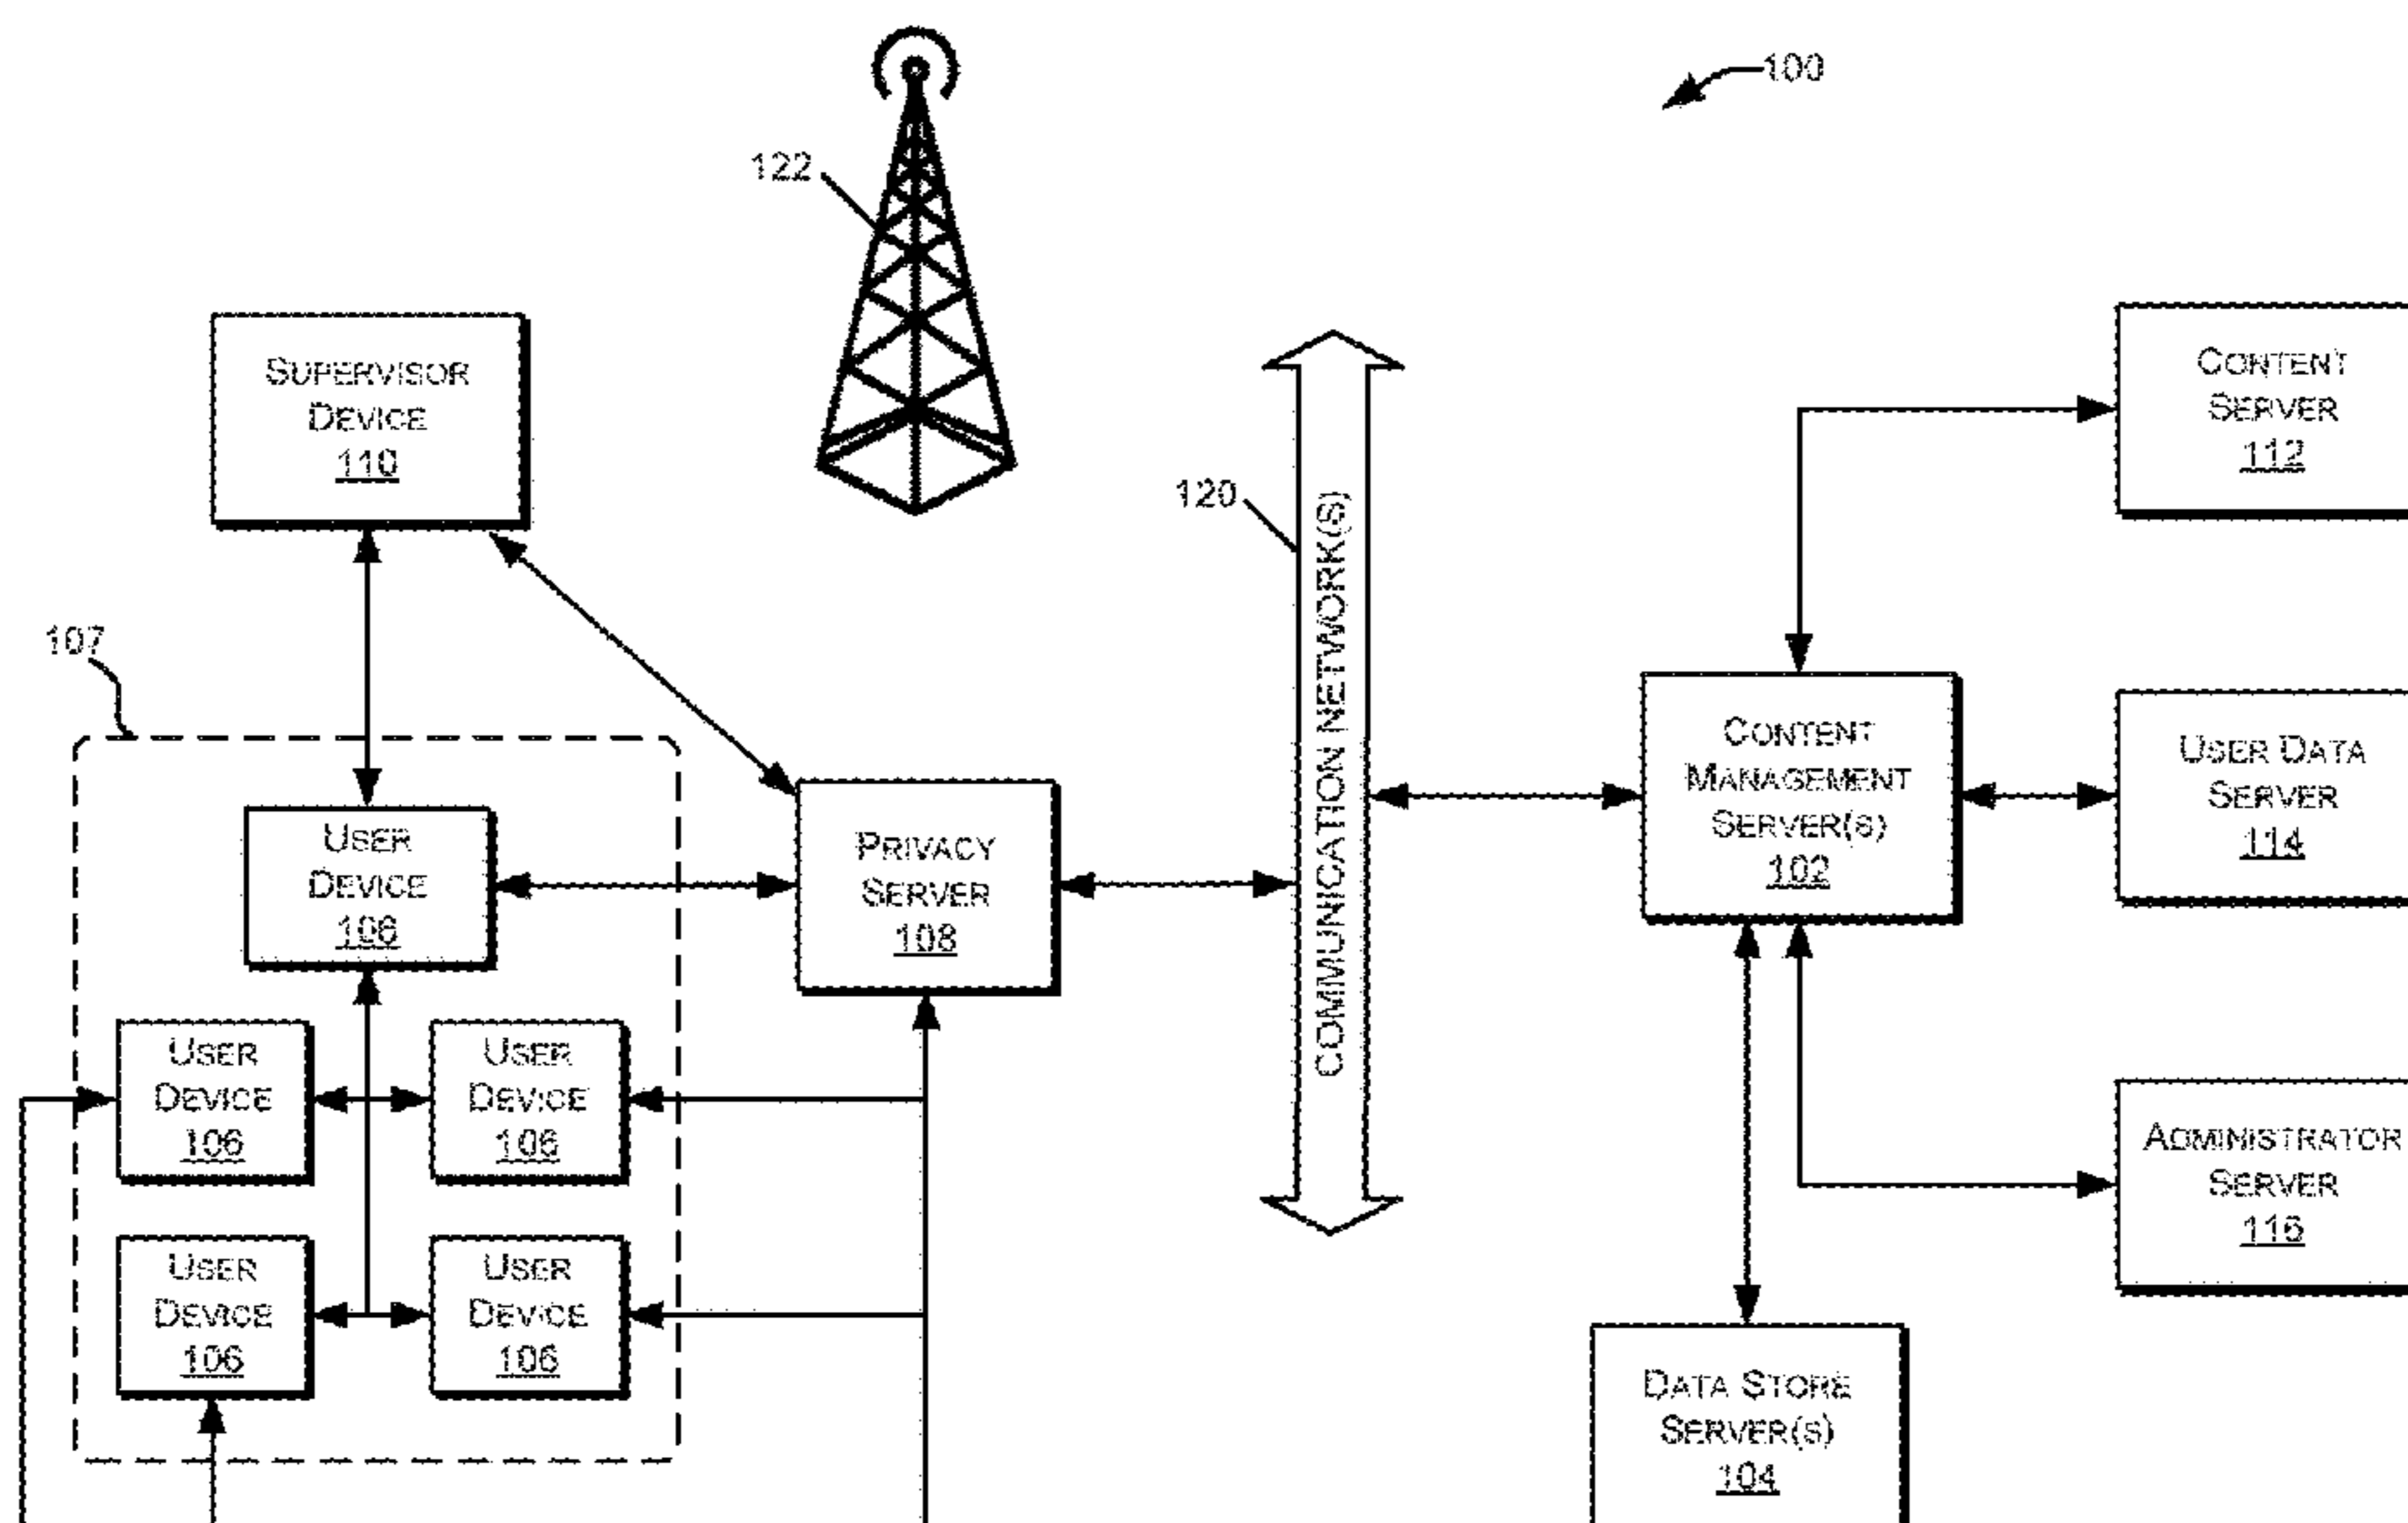 100
122
SUPERVISOR
DEVICE
110
CONTENT
SERVER
112
120
COMMUNICATION NETWORK(S)
107
CONTENT
MANAGEMENT
SERVER(S)
102
USER DATA
SERVER
114
USER
DEVICE
106
PRIVACY
SERVER
108
USER
DEVICE
106
USER
DEVICE
106
ADMINISTRATOR
SERVER
116
USER
DEVICE
106
USER
DEVICE
106
DATA STORE
SERVER(S)
104